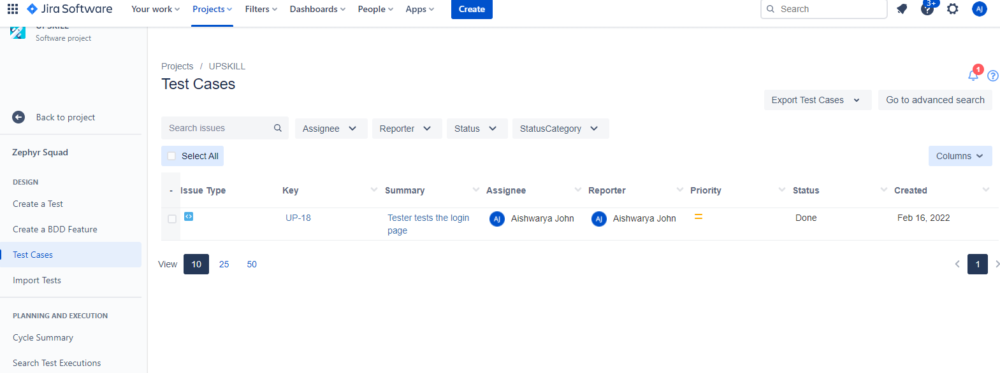 Jira Software Your work Projects Filters Dashboards People Apps Create Search 3+ AJ
UPSKILL
Software project
Projects / UPSKILL
Test Cases
1
Export Test Cases Go to advanced search
Back to project
Search issues Assignee Reporter Status StatusCategory
Zephyr Squad
Select All Columns
DESIGN
- Issue Type Key Summary Assignee Reporter Priority Status Created
Create a Test
UP-18 Tester tests the login AJ Aishwarya John AJ Aishwarya John Done Feb 16, 2022
page
Create a BDD Feature
Test Cases
View 10 25 50 1
Import Tests
PLANNING AND EXECUTION
Cycle Summary
Search Test Executions